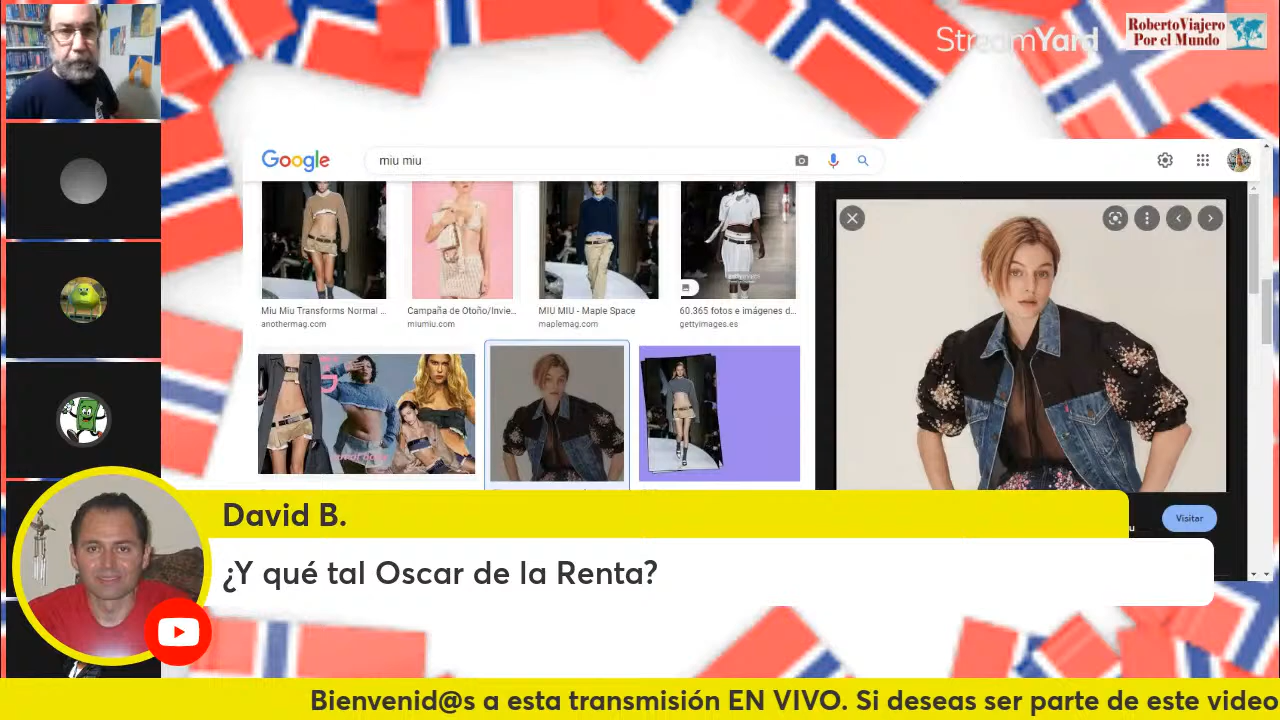 StreamYard
RobertoViajero
Por el Mundo
Google
miu miu
Miu Miu Transforms Normal ...
anothermag.com
Campaña de Otoño/Invie...
miumiu.com
MIU MIU - Maple Space
maplemag.com
60.365 fotos e imágenes d...
gettyimages.es
Visitar
David B.
¿Y qué tal Oscar de la Renta?
Bienvenid@s a esta transmisión EN VIVO. Si deseas ser parte de este video